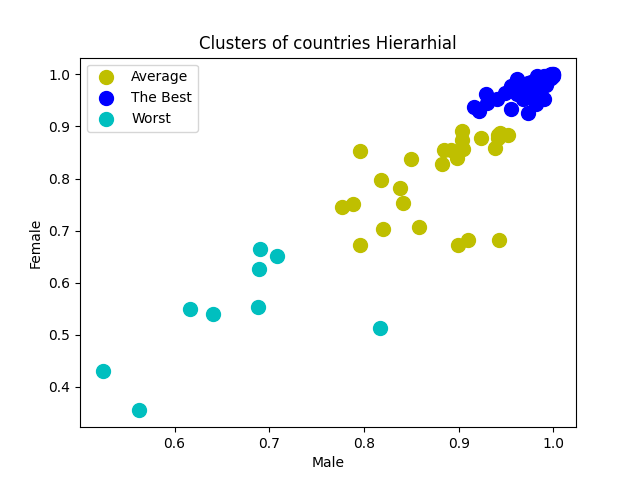 Clusters of countries Hierarhial
Average
The Best
Worst
1.0
0.9
0.8
0.7
0.6
0.5
0.4
Female
0.6 0.7 0.8 0.9 1.0
Male